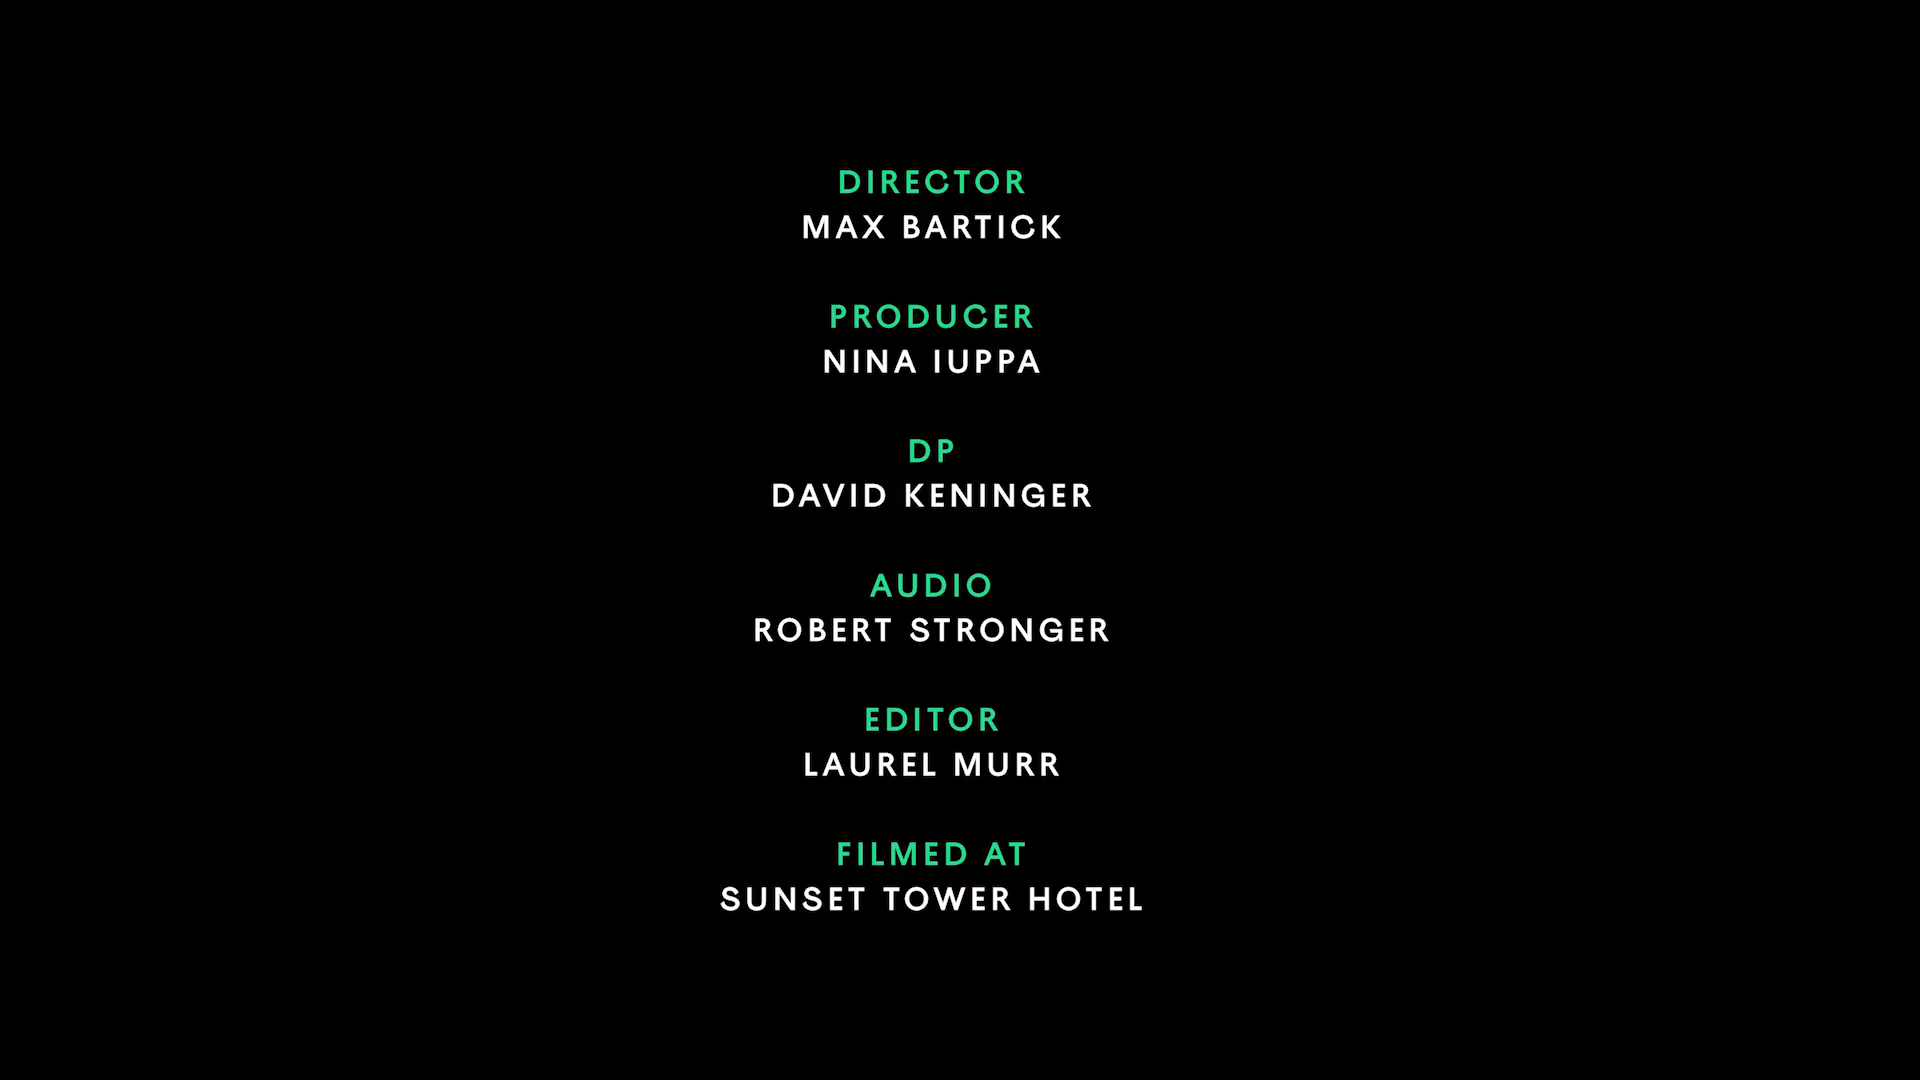 DIRECTOR
MAX BARTICK
PRODUCER
NINA IUPPA
DP
DAVID KENINGER
AUDIO
ROBERT STRONGER
EDITOR
LAUREL MURR
FILMED AT
SUNSET TOWER HOTEL